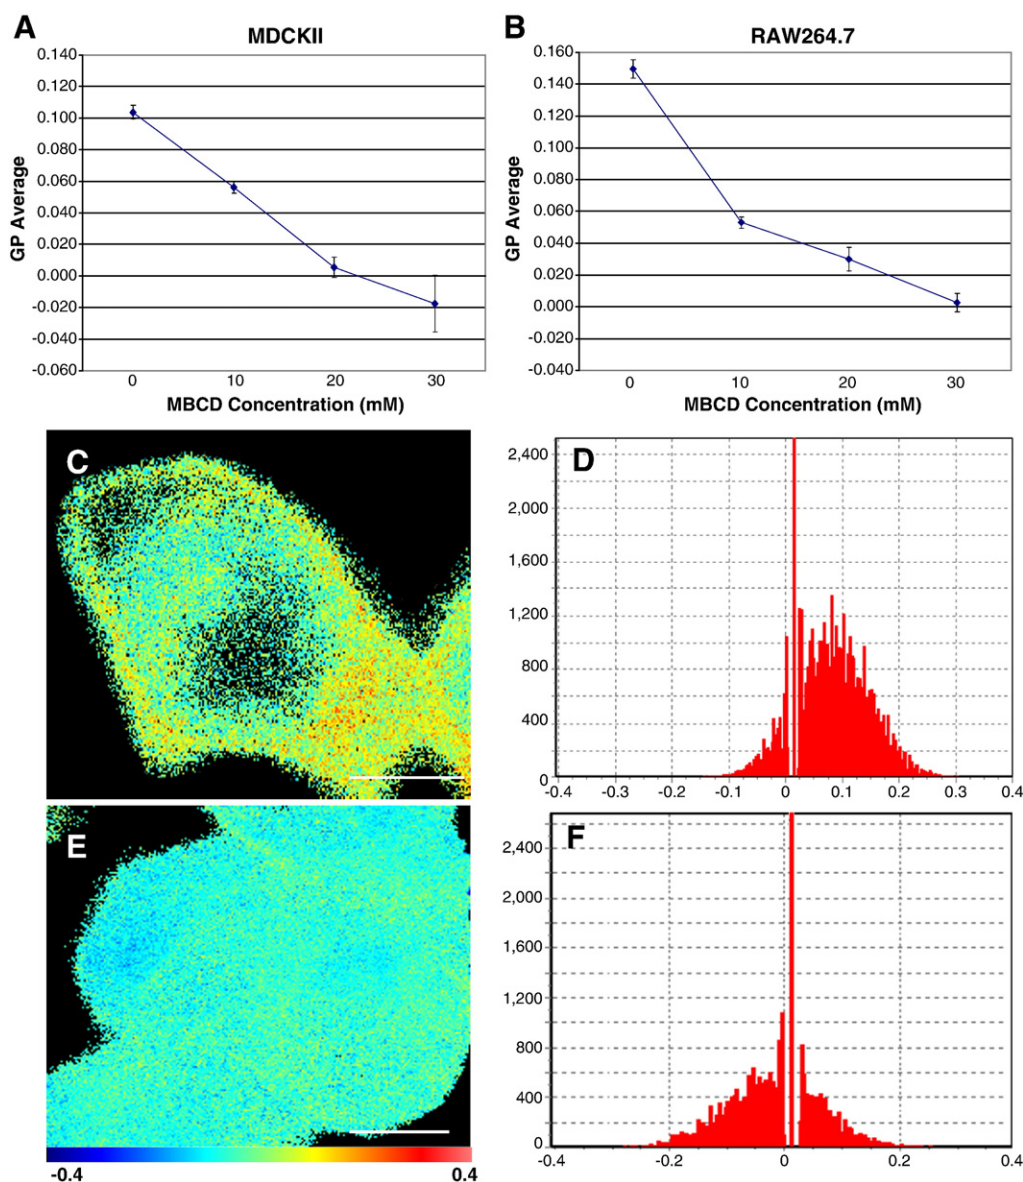 A
MDCKII
0.140
0.120
0.100
0.080
0.060
0.040
0.020
0.000
-0.020
-0.040
-0.060
GP Average
0 10 20 30
MBCD Concentration (mM)
B
RAW264.7
0.160
0.140
0.120
0.100
0.080
0.060
0.040
0.020
0.000
-0.020
-0.040
GP Average
0 10 20 30
MBCD Concentration (mM)
C
D
2,400
2,000
1,600
1,200
800
400
0
-0.4 -0.3 -0.2 -0.1 0 0.1 0.2 0.3 0.4
E
-0.4 0.4
F
2,400
2,000
1,600
1,200
800
400
0
-0.4 -0.2 0 0.2 0.4